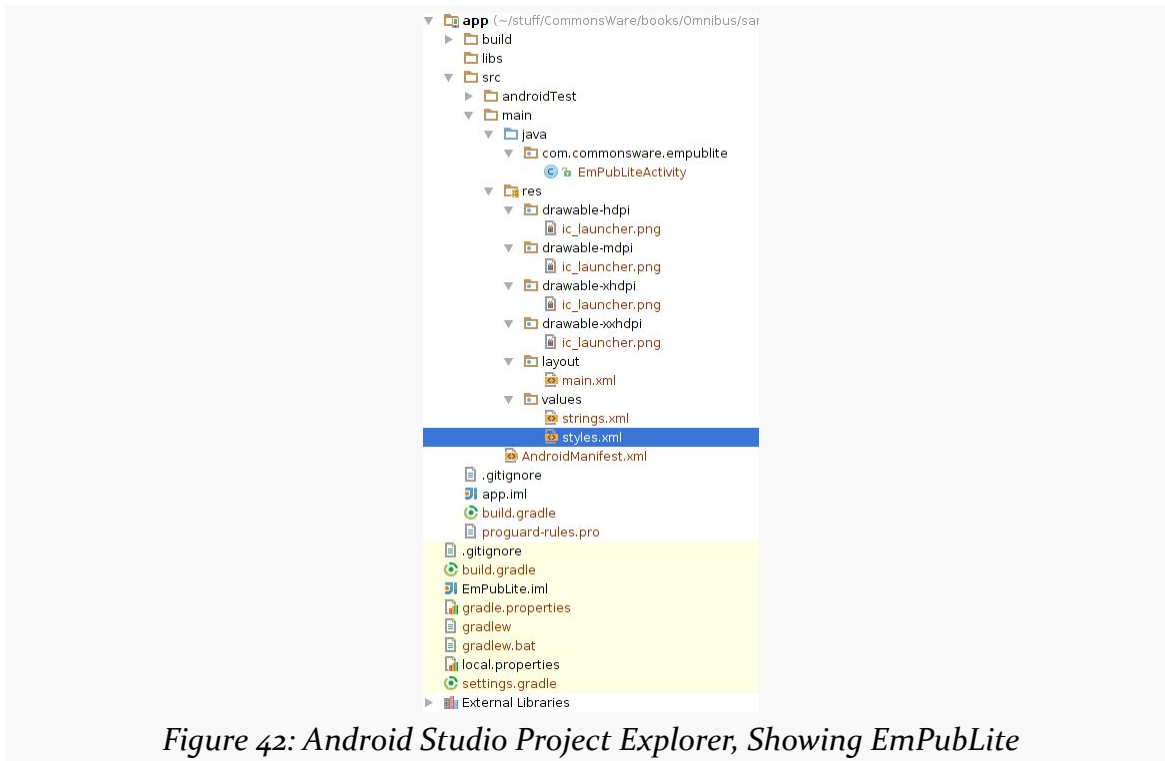 app (~/stuff/CommonsWare/books/Omnibus/sar
build
libs
src
androidTest
main
java
com.commonsware.empublite
EmPubLiteActivity
res
drawable-hdpi
ic_launcher.png
drawable-mdpi
ic_launcher.png
drawable-xhdpi
ic_launcher.png
drawable-xxhdpi
ic_launcher.png
layout
main.xml
values
strings.xml
styles.xml
AndroidManifest.xml
.gitignore
app.iml
build.gradle
proguard-rules.pro
.gitignore
build.gradle
EmPubLite.iml
gradle.properties
gradlew
gradlew.bat
local.properties
settings.gradle
External Libraries
Figure 42: Android Studio Project Explorer, Showing EmPubLite